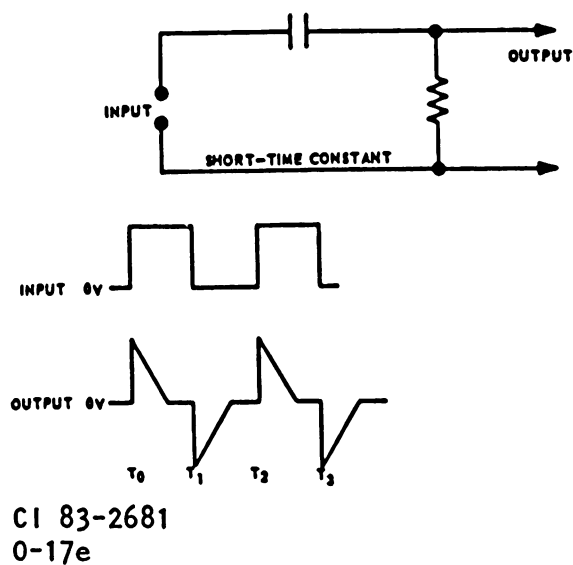 OUTPUT
INPUT
SHORT-TIME CONSTANT
INPUT 0V
OUTPUT 0V
T0 T1 T2 T3
CI 83-2681
0-17e